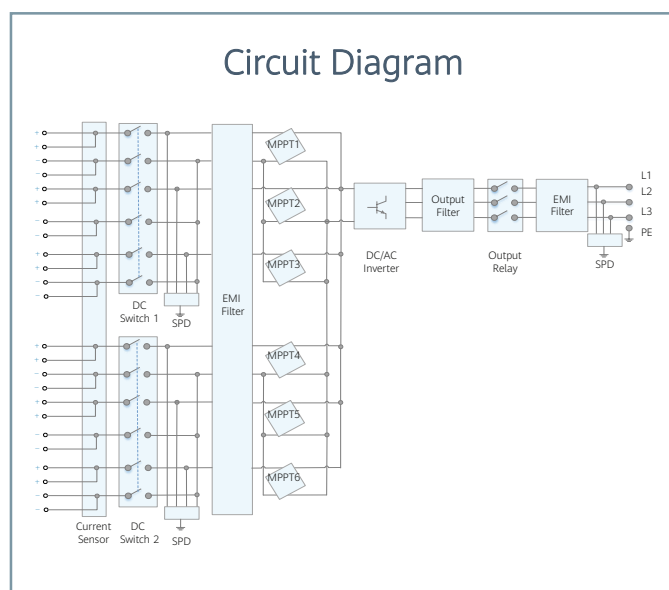 Circuit Diagram
+
+
−
−
+
+
−
−
+
+
−
−
DC
Switch 1
SPD
EMI
Filter
MPPT1
MPPT2
MPPT3
MPPT4
MPPT5
MPPT6
DC/AC
Inverter
Output
Filter
Output
Relay
EMI
Filter
L1
L2
L3
PE
SPD
+
+
−
−
+
+
−
−
+
+
−
−
Current
Sensor
DC
Switch 2
SPD